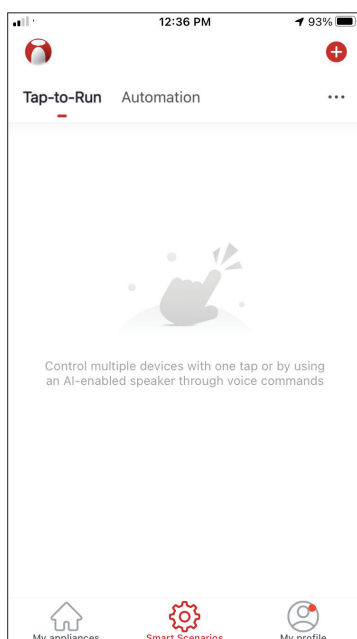 12:36 PM
93%
Tap-to-Run Automation
Control multiple devices with one tap or by using
an AI-enabled speaker through voice commands
My appliances Smart Scenarios My profile